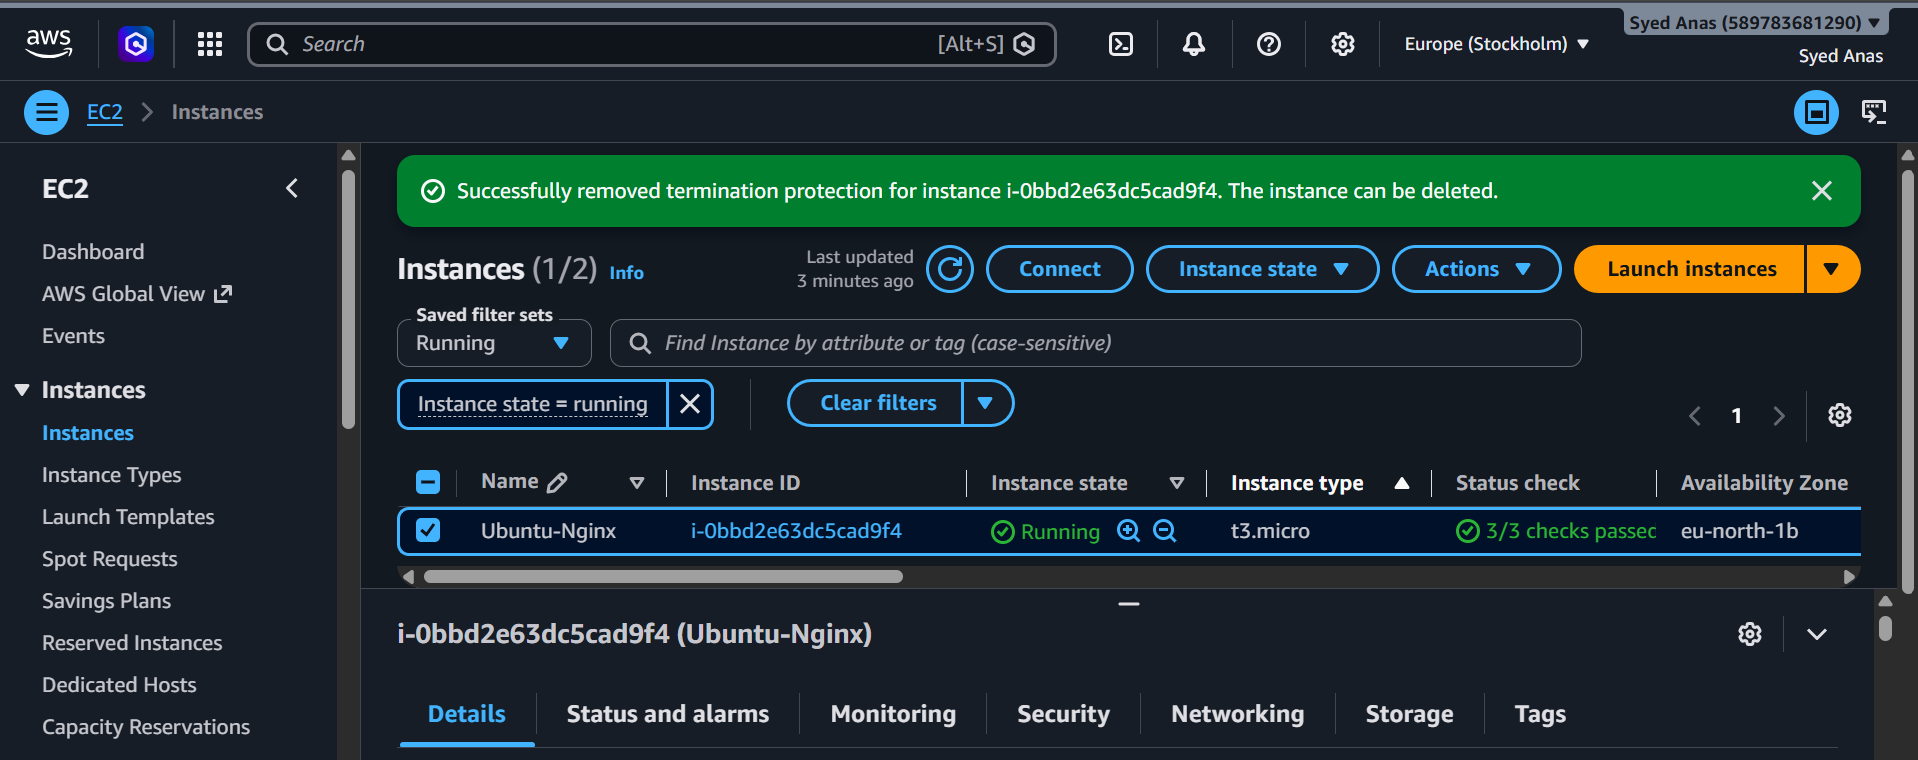 aws
Search [Alt+S]
Europe (Stockholm)
Syed Anas (589783681290)
Syed Anas
EC2
Instances
EC2
Dashboard
AWS Global View
Events
Instances
Instances
Instance Types
Launch Templates
Spot Requests
Savings Plans
Reserved Instances
Dedicated Hosts
Capacity Reservations
Successfully removed termination protection for instance i-0bbd2e63dc5cad9f4. The instance can be deleted.
Instances (1/2) Info
Last updated
3 minutes ago
Connect
Instance state
Actions
Launch instances
Saved filter sets
Running
Find Instance by attribute or tag (case-sensitive)
Instance state = running
Clear filters
1
Name Instance ID Instance state Instance type Status check Availability Zone
Ubuntu-Nginx i-0bbd2e63dc5cad9f4 Running t3.micro 3/3 checks passec eu-north-1b
i-0bbd2e63dc5cad9f4 (Ubuntu-Nginx)
Details Status and alarms Monitoring Security Networking Storage Tags